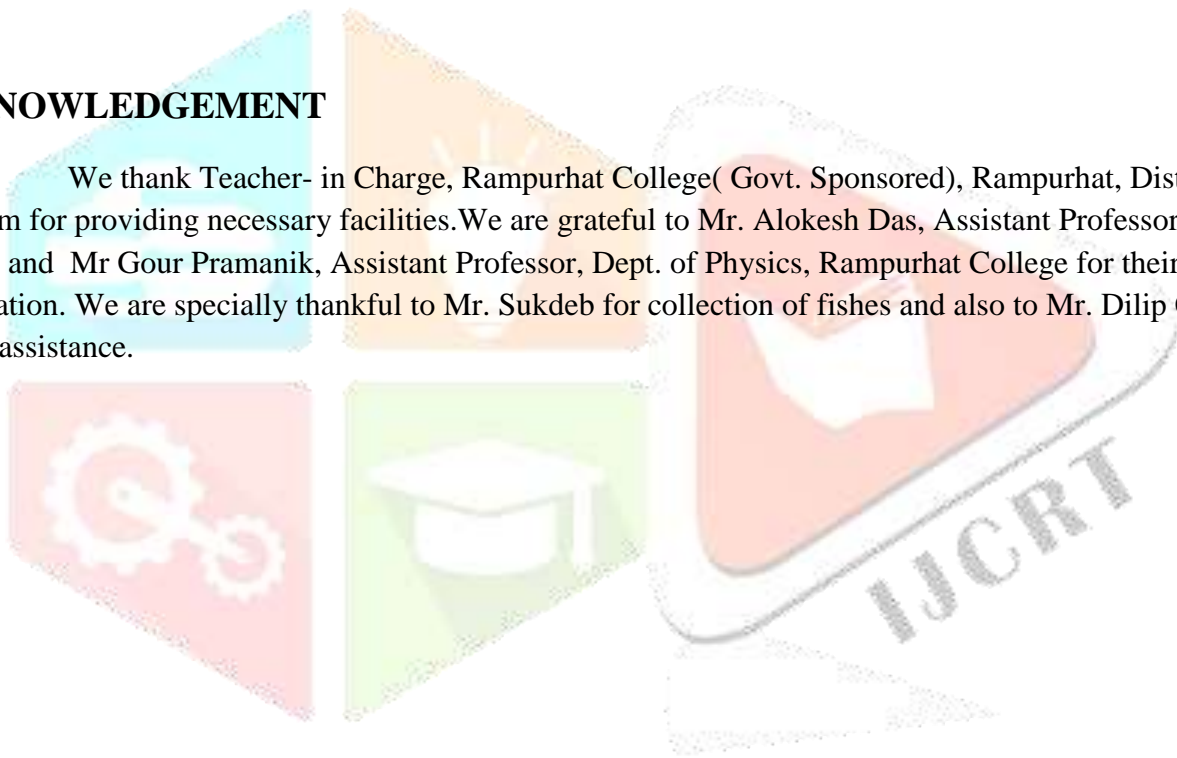 NOWLEDGEMENT
We thank Teacher- in Charge, Rampurhat College( Govt. Sponsored), Rampurhat, Dist
m for providing necessary facilities.We are grateful to Mr. Alokesh Das, Assistant Professor
and Mr Gour Pramanik, Assistant Professor, Dept. of Physics, Rampurhat College for their
ation. We are specially thankful to Mr. Sukdeb for collection of fishes and also to Mr. Dilip
assistance.
IJCRT